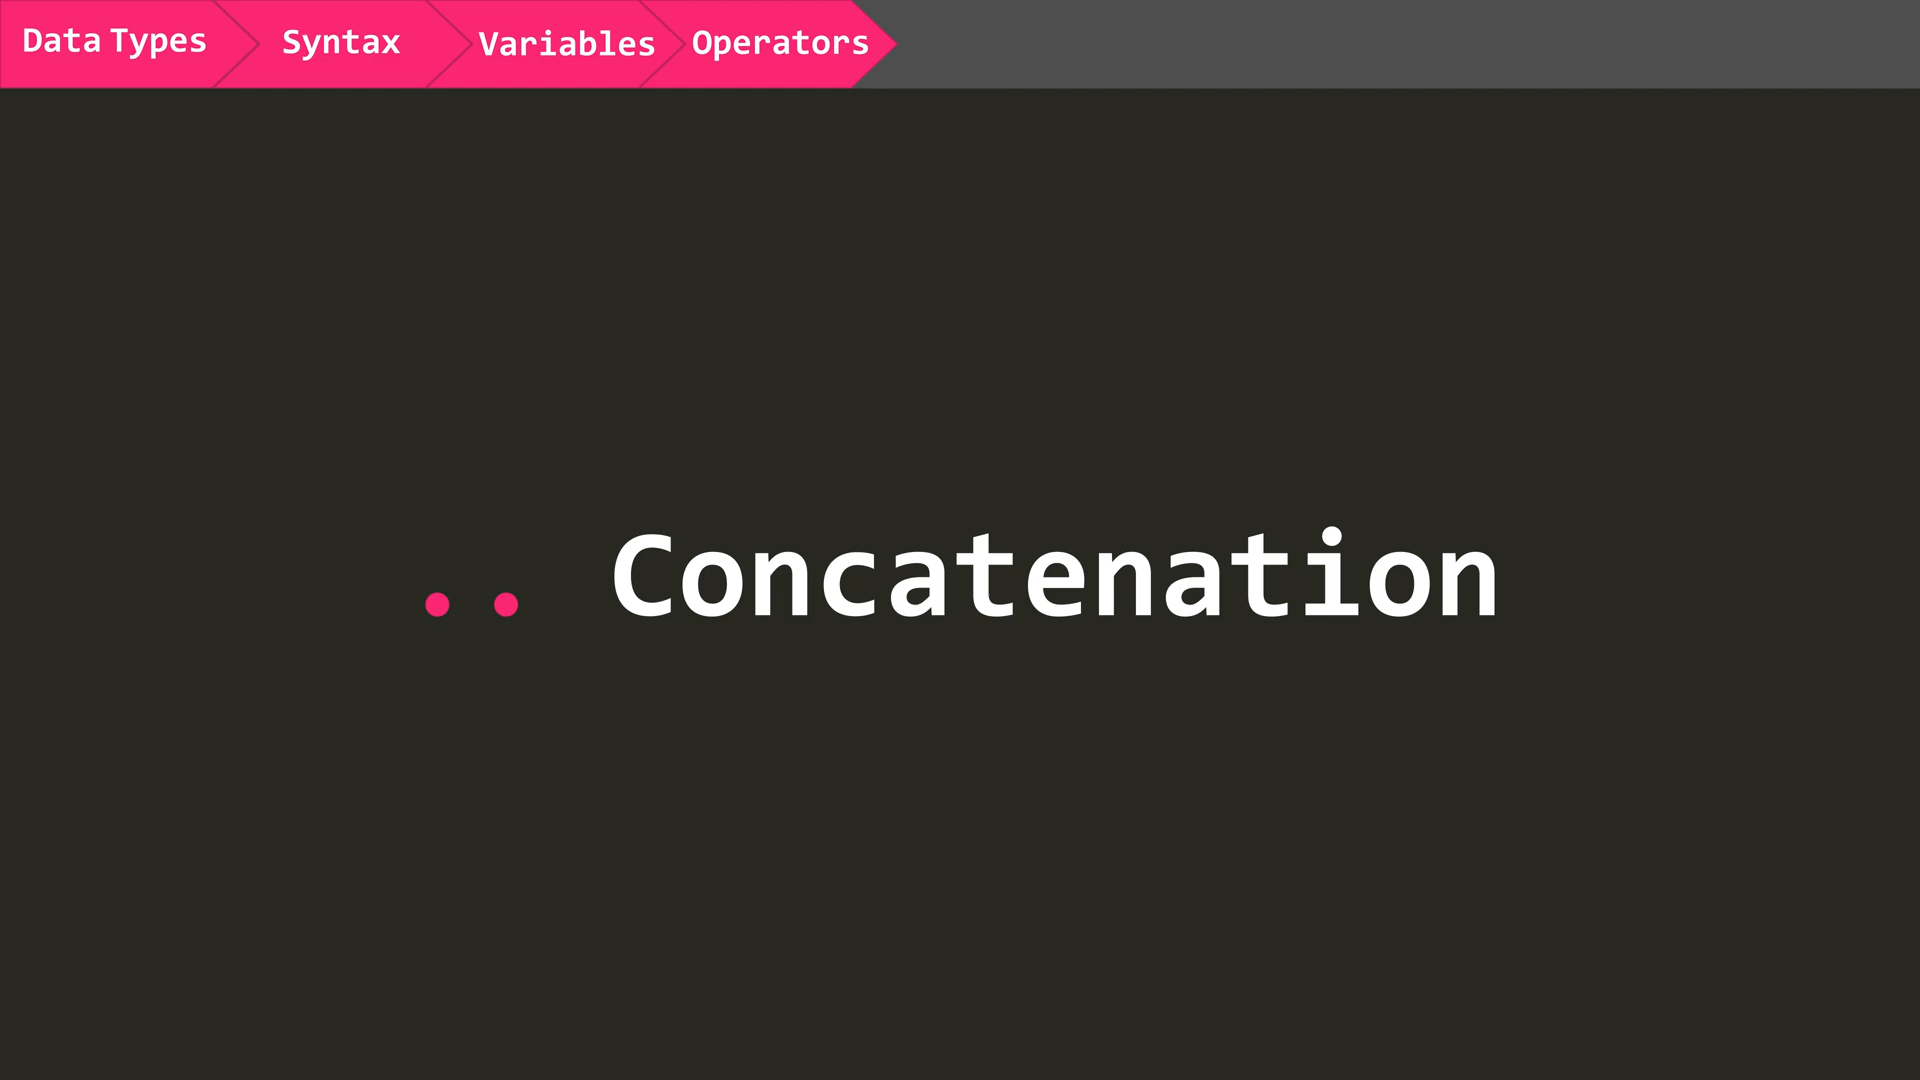 Data Types Syntax Variables Operators
.. Concatenation